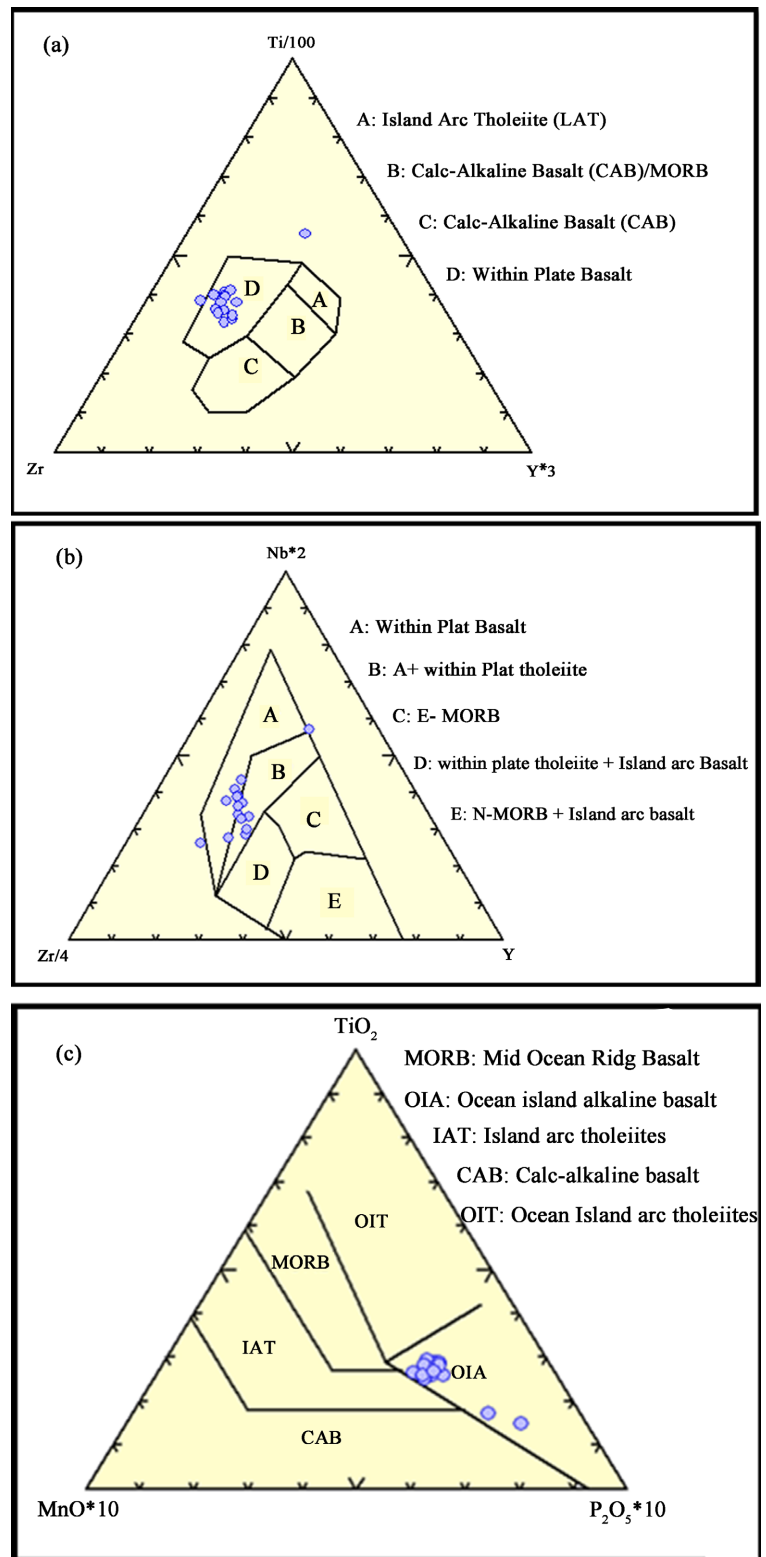 (a)
Ti/100
A: Island Arc Tholeiite (LAT)
B: Calc-Alkaline Basalt (CAB)/MORB
C: Calc-Alkaline Basalt (CAB)
D: Within Plate Basalt
D
A
B
C
Zr
Y*3
(b)
Nb*2
A: Within Plat Basalt
B: A+ within Plat tholeiite
C: E- MORB
D: within plate tholeiite + Island arc Basalt
E: N-MORB + Island arc basalt
A
B
C
D
E
Zr/4
Y
(c)
TiO2
MORB: Mid Ocean Ridg Basalt
OIA: Ocean island alkaline basalt
IAT: Island arc tholeiites
CAB: Calc-alkaline basalt
OIT: Ocean Island arc tholeiites
OIT
MORB
IAT
OIA
CAB
MnO*10
P2O5*10